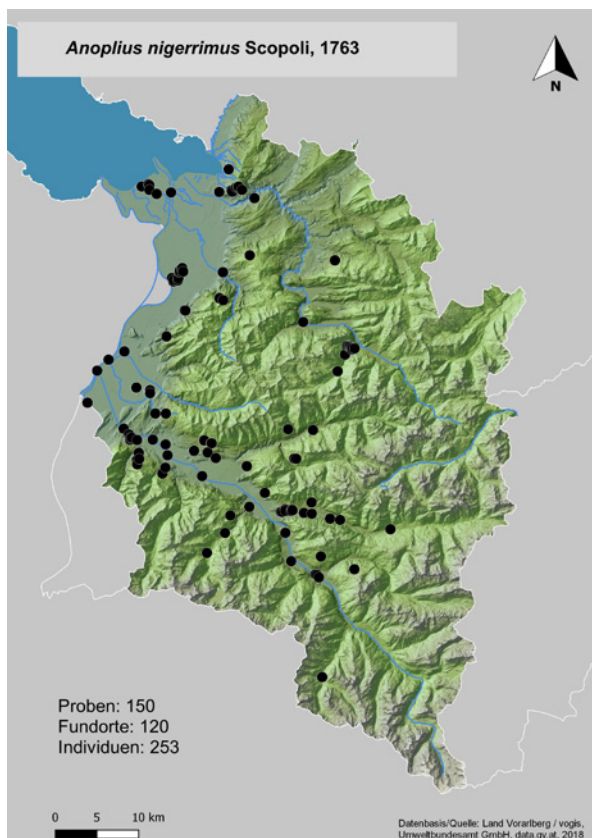 Anoplius nigerrimus Scopoli, 1763
N
Proben: 150
Fundorte: 120
Individuen: 253
0 5 10 km
Datenbasis/Quelle: Land Vorarlberg / vogis,
Umweltbundesamt GmbH, data.gv.at, 2018